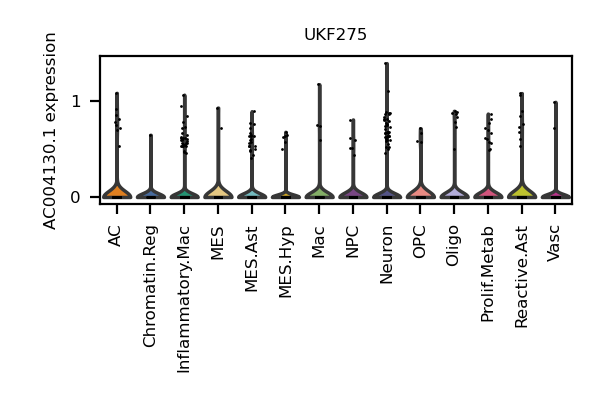 UKF275
AC004130.1 expression
1
0
AC
Chromatin.Reg
Inflammatory.Mac
MES
MES.Ast
MES.Hyp
Mac
NPC
Neuron
OPC
Oligo
Prolif.Metab
Reactive.Ast
Vasc